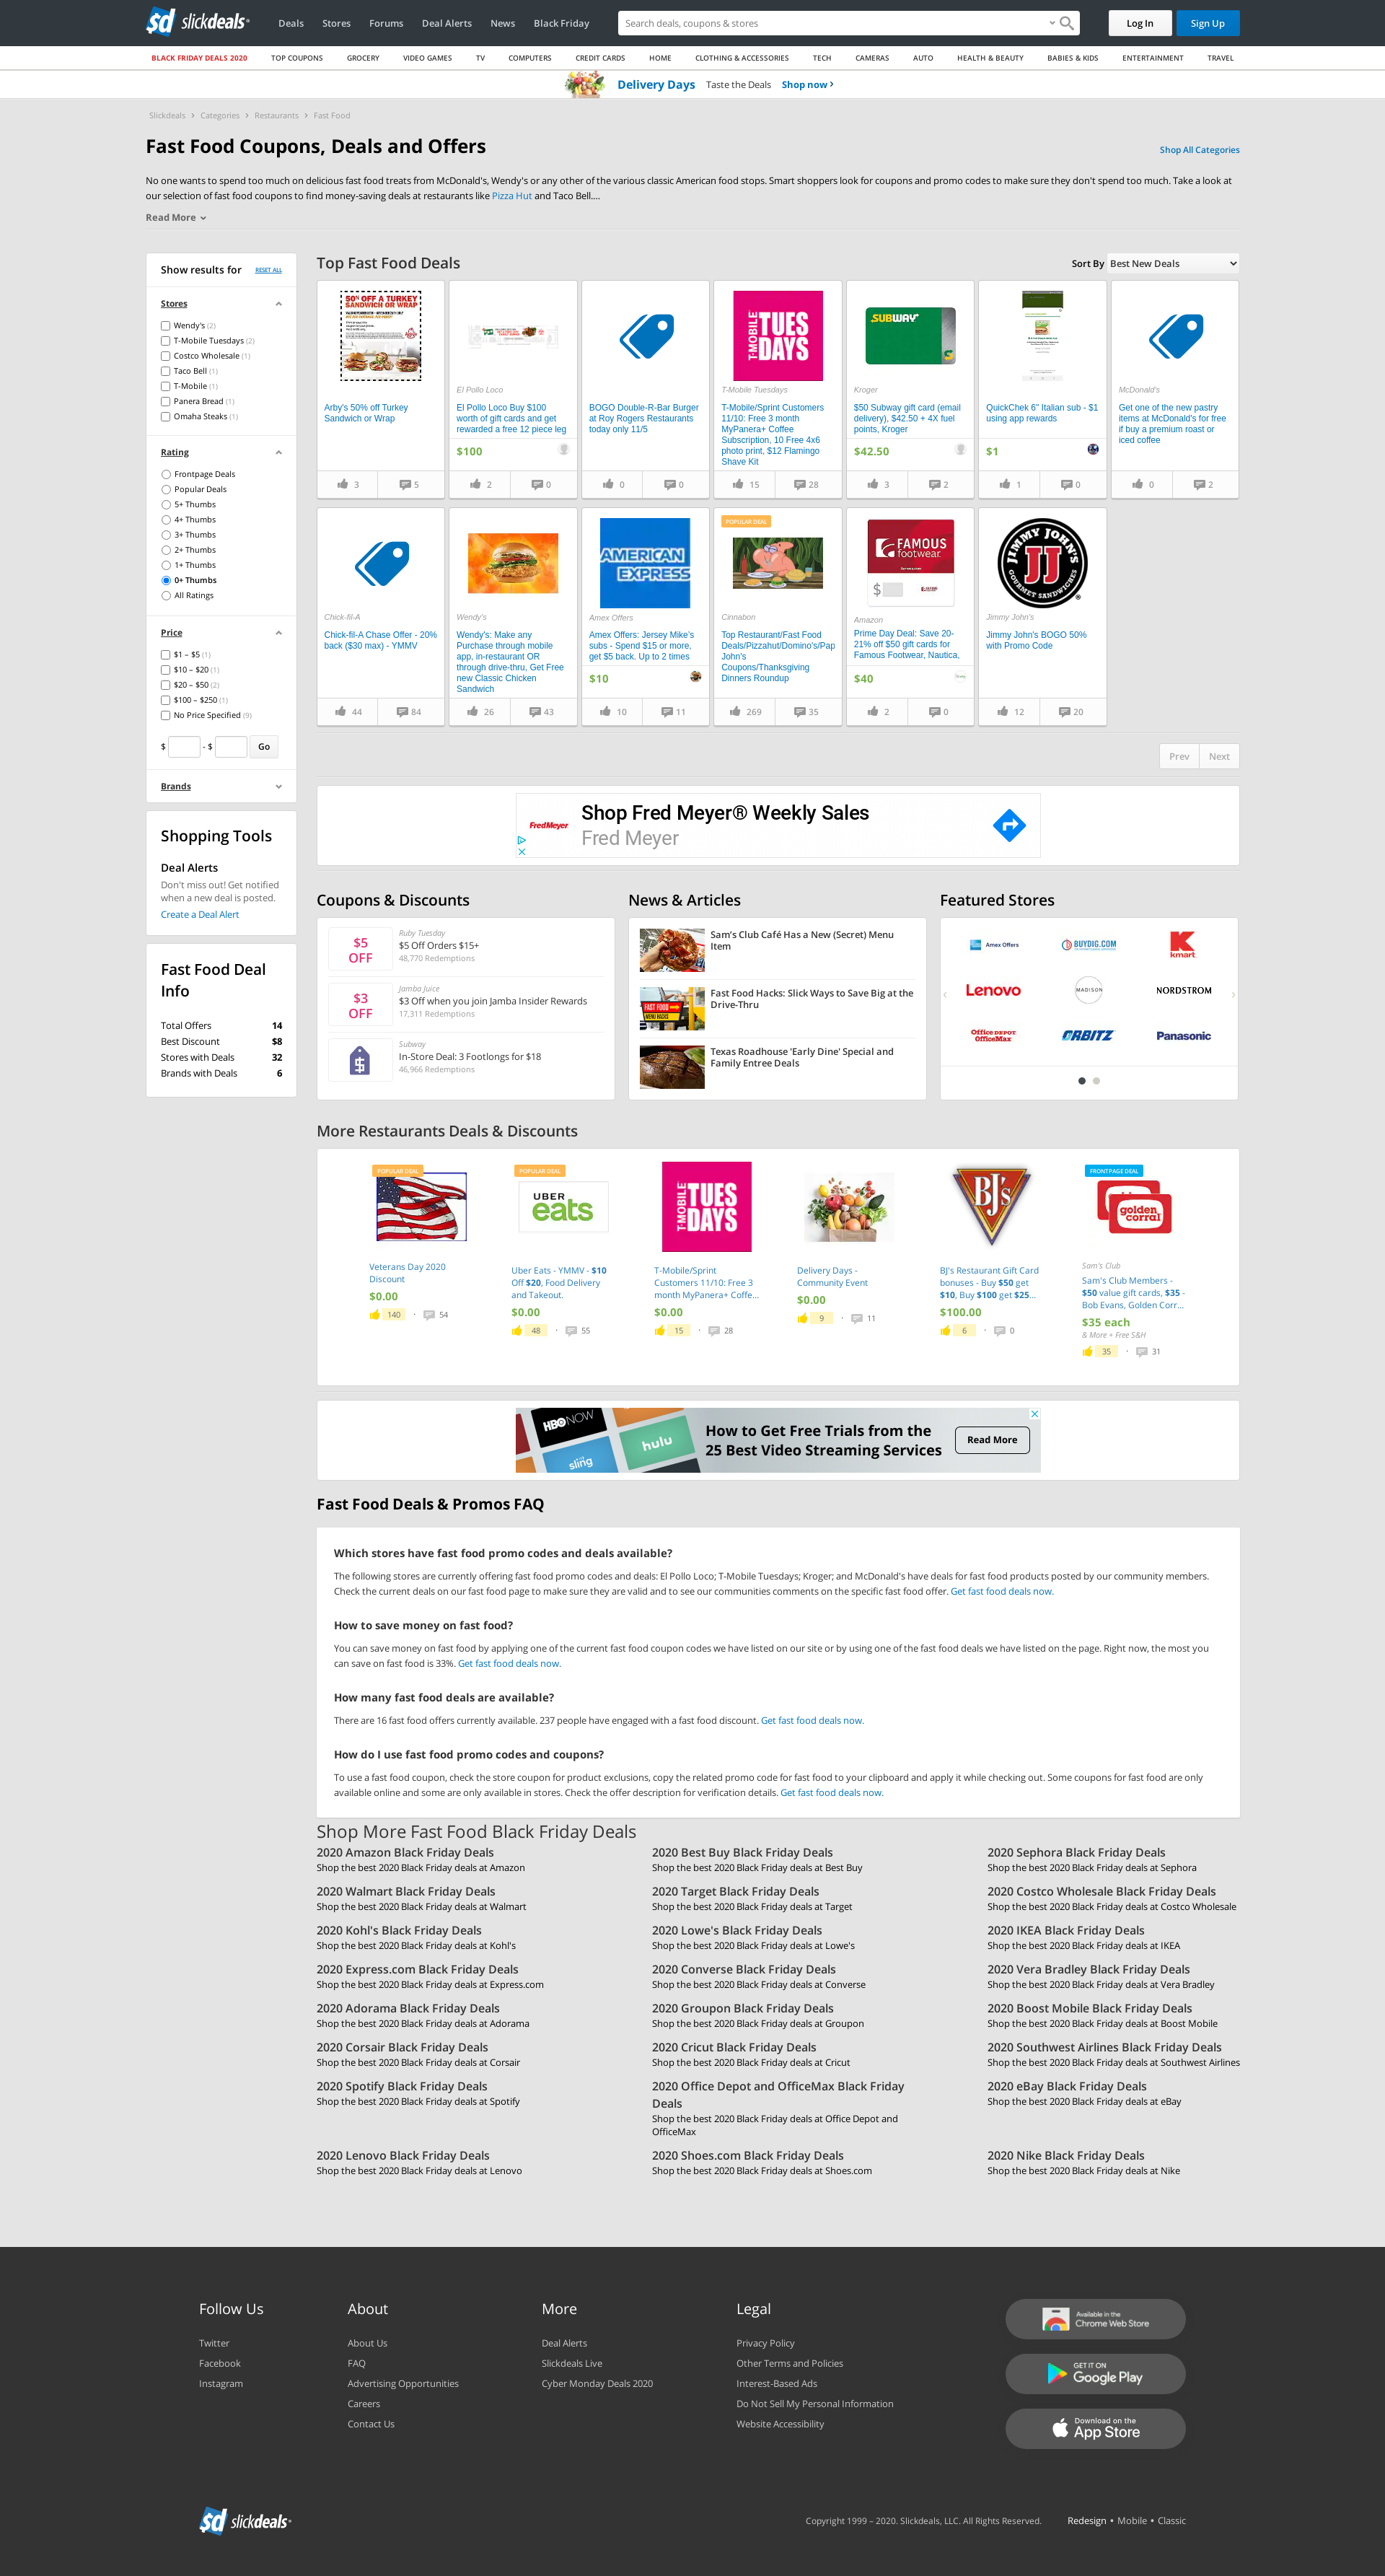 slickdeals
Deals Stores Forums Deal Alerts News Black Friday
Search deals, coupons & stores
Log In
Sign Up
BLACK FRIDAY DEALS 2020 TOP COUPONS GROCERY VIDEO GAMES TV COMPUTERS CREDIT CARDS HOME CLOTHING & ACCESSORIES TECH CAMERAS AUTO HEALTH & BEAUTY BABIES & KIDS ENTERTAINMENT TRAVEL
Delivery Days Taste the Deals Shop now
Slickdeals › Categories › Restaurants › Fast Food
Fast Food Coupons, Deals and Offers
Shop All Categories
No one wants to spend too much on delicious fast food treats from McDonald's, Wendy's or any other of the various classic American food stops. Smart shoppers look for coupons and promo codes to make sure they don't spend too much. Take a look at
our selection of fast food coupons to find money-saving deals at restaurants like Pizza Hut and Taco Bell....
Read More
Show results for RESET ALL
Stores
Wendy's (2)
T-Mobile Tuesdays (2)
Costco Wholesale (1)
Taco Bell (1)
T-Mobile (1)
Panera Bread (1)
Omaha Steaks (1)
Rating
Frontpage Deals
Popular Deals
5+ Thumbs
4+ Thumbs
3+ Thumbs
2+ Thumbs
1+ Thumbs
0+ Thumbs
All Ratings
Price
$1 – $5 (1)
$10 – $20 (1)
$20 – $50 (2)
$100 – $250 (1)
No Price Specified (9)
$ - $ Go
Brands
Shopping Tools
Deal Alerts
Don't miss out! Get notified
when a new deal is posted.
Create a Deal Alert
Fast Food Deal
Info
Total Offers 14
Best Discount $8
Stores with Deals 32
Brands with Deals 6
Top Fast Food Deals
Sort By Best New Deals
50% OFF A TURKEY
SANDWICH OR WRAP
Arby's 50% off Turkey
Sandwich or Wrap
3 5
El Pollo Loco
El Pollo Loco Buy $100
worth of gift cards and get
rewarded a free 12 piece leg
$100
2 0
BOGO Double-R-Bar Burger
at Roy Rogers Restaurants
today only 11/5
0 0
T-MOBILE
TUES
DAYS
T-Mobile Tuesdays
T-Mobile/Sprint Customers
11/10: Free 3 month
MyPanera+ Coffee
Subscription, 10 Free 4x6
photo print, $12 Flamingo
Shave Kit
15 28
SUBWAY
Kroger
$50 Subway gift card (email
delivery), $42.50 + 4X fuel
points, Kroger
$42.50
3 2
QuickChek 6" Italian sub - $1
using app rewards
$1
1 0
McDonald's
Get one of the new pastry
items at McDonald's for free
if buy a premium roast or
iced coffee
0 2
Chick-fil-A
Chick-fil-A Chase Offer - 20%
back ($30 max) - YMMV
44 84
Wendy's
Wendy's: Make any
Purchase through mobile
app, in-restaurant OR
through drive-thru, Get Free
new Classic Chicken
Sandwich
26 43
AMERICAN
EXPRESS
Amex Offers
Amex Offers: Jersey Mike's
subs - Spend $15 or more,
get $5 back. Up to 2 times
$10
10 11
POPULAR DEAL
Cinnabon
Top Restaurant/Fast Food
Deals/Pizzahut/Domino's/Pap
John's
Coupons/Thanksgiving
Dinners Roundup
269 35
FAMOUS
footwear
$
Amazon
Prime Day Deal: Save 20-
21% off $50 gift cards for
Famous Footwear, Nautica,
$40
2 0
JIMMY JOHN'S
JJ
GOURMET SANDWICHES
Jimmy John's
Jimmy John's BOGO 50%
with Promo Code
12 20
Prev Next
Fred Meyer
Shop Fred Meyer® Weekly Sales
Fred Meyer
Coupons & Discounts
$5
OFF
Ruby Tuesday
$5 Off Orders $15+
48,770 Redemptions
$3
OFF
Jamba Juice
$3 Off when you join Jamba Insider Rewards
17,311 Redemptions
Subway
In-Store Deal: 3 Footlongs for $18
46,966 Redemptions
News & Articles
Sam's Club Café Has a New (Secret) Menu
Item
FAST FOOD
MENU HACKS
Fast Food Hacks: Slick Ways to Save Big at the
Drive-Thru
Texas Roadhouse 'Early Dine' Special and
Family Entree Deals
Featured Stores
Amex Offers
BUYDIG.COM
kmart
Lenovo
MADISON
NORDSTROM
Office DEPOT
OfficeMax
ORBITZ
Panasonic
More Restaurants Deals & Discounts
POPULAR DEAL
Veterans Day 2020
Discount
$0.00
140 · 54
POPULAR DEAL
UBER
eats
Uber Eats - YMMV - $10
Off $20, Food Delivery
and Takeout.
$0.00
48 · 55
T-MOBILE
TUES
DAYS
T-Mobile/Sprint
Customers 11/10: Free 3
month MyPanera+ Coffe...
$0.00
15 · 28
Delivery Days -
Community Event
$0.00
9 · 11
BJ's
BJ's Restaurant Gift Card
bonuses - Buy $50 get
$10, Buy $100 get $25...
$100.00
6 · 0
FRONTPAGE DEAL
golden
corral
Sam's Club
Sam's Club Members -
$50 value gift cards, $35 -
Bob Evans, Golden Corr...
$35 each
& More + Free S&H
35 · 31
HBO NOW
hulu
sling
How to Get Free Trials from the
25 Best Video Streaming Services
Read More
Fast Food Deals & Promos FAQ
Which stores have fast food promo codes and deals available?
The following stores are currently offering fast food promo codes and deals: El Pollo Loco; T-Mobile Tuesdays; Kroger; and McDonald's have deals for fast food products posted by our community members.
Check the current deals on our fast food page to make sure they are valid and to see our communities comments on the specific fast food offer. Get fast food deals now.
How to save money on fast food?
You can save money on fast food by applying one of the current fast food coupon codes we have listed on our site or by using one of the fast food deals we have listed on the page. Right now, the most you
can save on fast food is 33%. Get fast food deals now.
How many fast food deals are available?
There are 16 fast food offers currently available. 237 people have engaged with a fast food discount. Get fast food deals now.
How do I use fast food promo codes and coupons?
To use a fast food coupon, check the store coupon for product exclusions, copy the related promo code for fast food to your clipboard and apply it while checking out. Some coupons for fast food are only
available online and some are only available in stores. Check the offer description for verification details. Get fast food deals now.
Shop More Fast Food Black Friday Deals
2020 Amazon Black Friday Deals
Shop the best 2020 Black Friday deals at Amazon
2020 Best Buy Black Friday Deals
Shop the best 2020 Black Friday deals at Best Buy
2020 Sephora Black Friday Deals
Shop the best 2020 Black Friday deals at Sephora
2020 Walmart Black Friday Deals
Shop the best 2020 Black Friday deals at Walmart
2020 Target Black Friday Deals
Shop the best 2020 Black Friday deals at Target
2020 Costco Wholesale Black Friday Deals
Shop the best 2020 Black Friday deals at Costco Wholesale
2020 Kohl's Black Friday Deals
Shop the best 2020 Black Friday deals at Kohl's
2020 Lowe's Black Friday Deals
Shop the best 2020 Black Friday deals at Lowe's
2020 IKEA Black Friday Deals
Shop the best 2020 Black Friday deals at IKEA
2020 Express.com Black Friday Deals
Shop the best 2020 Black Friday deals at Express.com
2020 Converse Black Friday Deals
Shop the best 2020 Black Friday deals at Converse
2020 Vera Bradley Black Friday Deals
Shop the best 2020 Black Friday deals at Vera Bradley
2020 Adorama Black Friday Deals
Shop the best 2020 Black Friday deals at Adorama
2020 Groupon Black Friday Deals
Shop the best 2020 Black Friday deals at Groupon
2020 Boost Mobile Black Friday Deals
Shop the best 2020 Black Friday deals at Boost Mobile
2020 Corsair Black Friday Deals
Shop the best 2020 Black Friday deals at Corsair
2020 Cricut Black Friday Deals
Shop the best 2020 Black Friday deals at Cricut
2020 Southwest Airlines Black Friday Deals
Shop the best 2020 Black Friday deals at Southwest Airlines
2020 Spotify Black Friday Deals
Shop the best 2020 Black Friday deals at Spotify
2020 Office Depot and OfficeMax Black Friday
Deals
Shop the best 2020 Black Friday deals at Office Depot and
OfficeMax
2020 eBay Black Friday Deals
Shop the best 2020 Black Friday deals at eBay
2020 Lenovo Black Friday Deals
Shop the best 2020 Black Friday deals at Lenovo
2020 Shoes.com Black Friday Deals
Shop the best 2020 Black Friday deals at Shoes.com
2020 Nike Black Friday Deals
Shop the best 2020 Black Friday deals at Nike
Follow Us
Twitter
Facebook
Instagram
About
About Us
FAQ
Advertising Opportunities
Careers
Contact Us
More
Deal Alerts
Slickdeals Live
Cyber Monday Deals 2020
Legal
Privacy Policy
Other Terms and Policies
Interest-Based Ads
Do Not Sell My Personal Information
Website Accessibility
Available in the
Chrome Web Store
GET IT ON
Google Play
Download on the
App Store
slickdeals
Copyright 1999 – 2020. Slickdeals, LLC. All Rights Reserved.
Redesign • Mobile • Classic